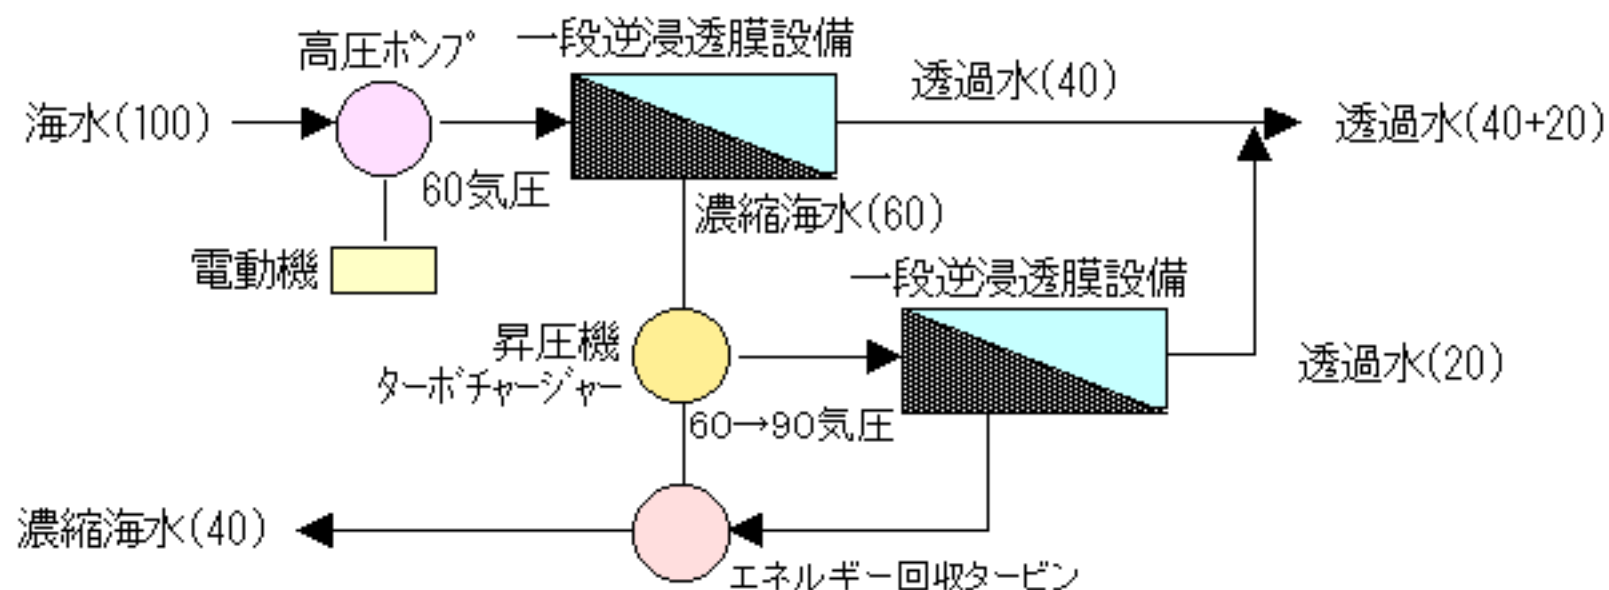 高圧ポンプ
一段逆浸透膜設備
海水(100)
透過水(40)
透過水(40+20)
60気圧
濃縮海水(60)
電動機
一段逆浸透膜設備
昇圧機
ターボチャージャー
透過水(20)
60→90気圧
濃縮海水(40)
エネルギー回収タービン